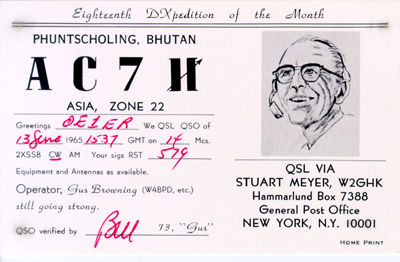 Eighteenth DXpedition of the Month
PHUNTSCHOLING, BHUTAN
AC7H
ASIA, ZONE 22
Greetings OE1ER We QSL QSO of
13 June 1965 1537 GMT on 14 Mcs.
2XSSB CW AM Your sigs RST 579
Equipment and Antennas as available.
Operator, Gus Browning (W4BPD, etc.)
still going strong.
QSO verified by Bill 73, "Gus"
QSL VIA
STUART MEYER, W2GHK
Hammarlund Box 7388
General Post Office
NEW YORK, N.Y. 10001
HOME PRINT